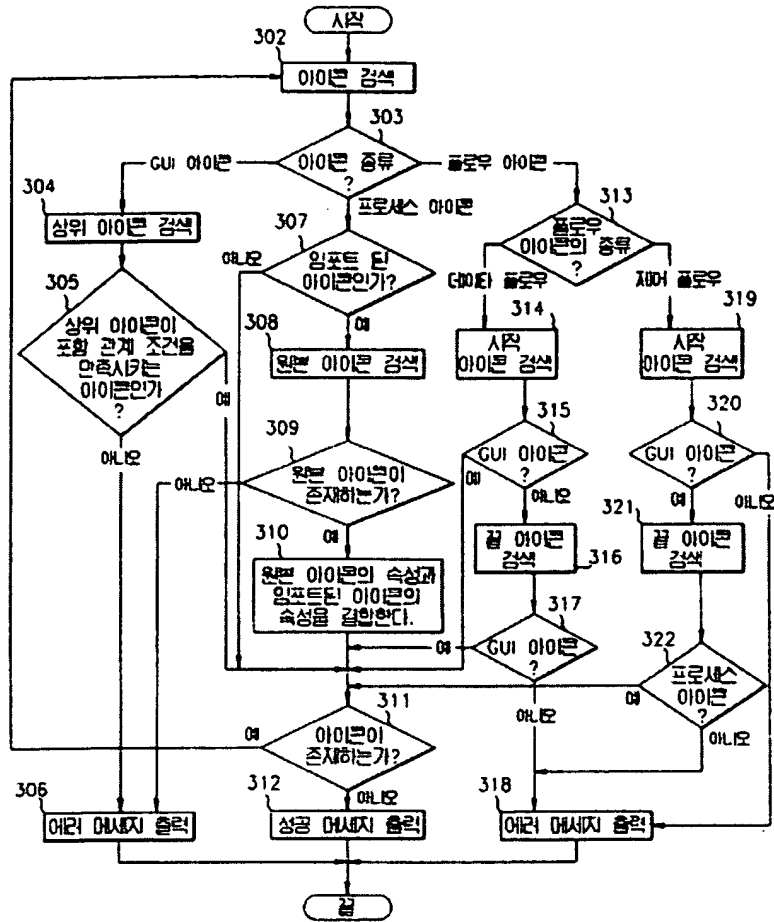 시작
302
아이콘 검색
303
아이콘 종류
?
GUI 아이콘
플로우 아이콘
프로세스 아이콘
304
상위 아이콘 검색
305
상위 아이콘이
포함 관계 조건을
만족시키는
아이콘인가
?
예
아니오
307
임포트 된
아이콘인가?
아니오
예
308
원본 아이콘 검색
309
원본 아이콘이
존재하는가?
아니오
예
310
원본 아이콘의 속성과
임포트된 아이콘의
속성을 결합한다.
313
플로우
아이콘의 종류
?
데이타 플로우
제어 플로우
314
시작
아이콘 검색
315
GUI 아이콘
?
예
아니오
끝 아이콘
검색
316
317
GUI 아이콘
?
예
아니오
319
시작
아이콘 검색
320
GUI 아이콘
?
예
아니오
321
끝 아이콘
검색
322
프로세스
아이콘
?
예
아니오
311
아이콘이
존재하는가?
예
아니오
306
에러 메세지 출력
312
성공 메세지 출력
318
에러 메세지 출력
끝